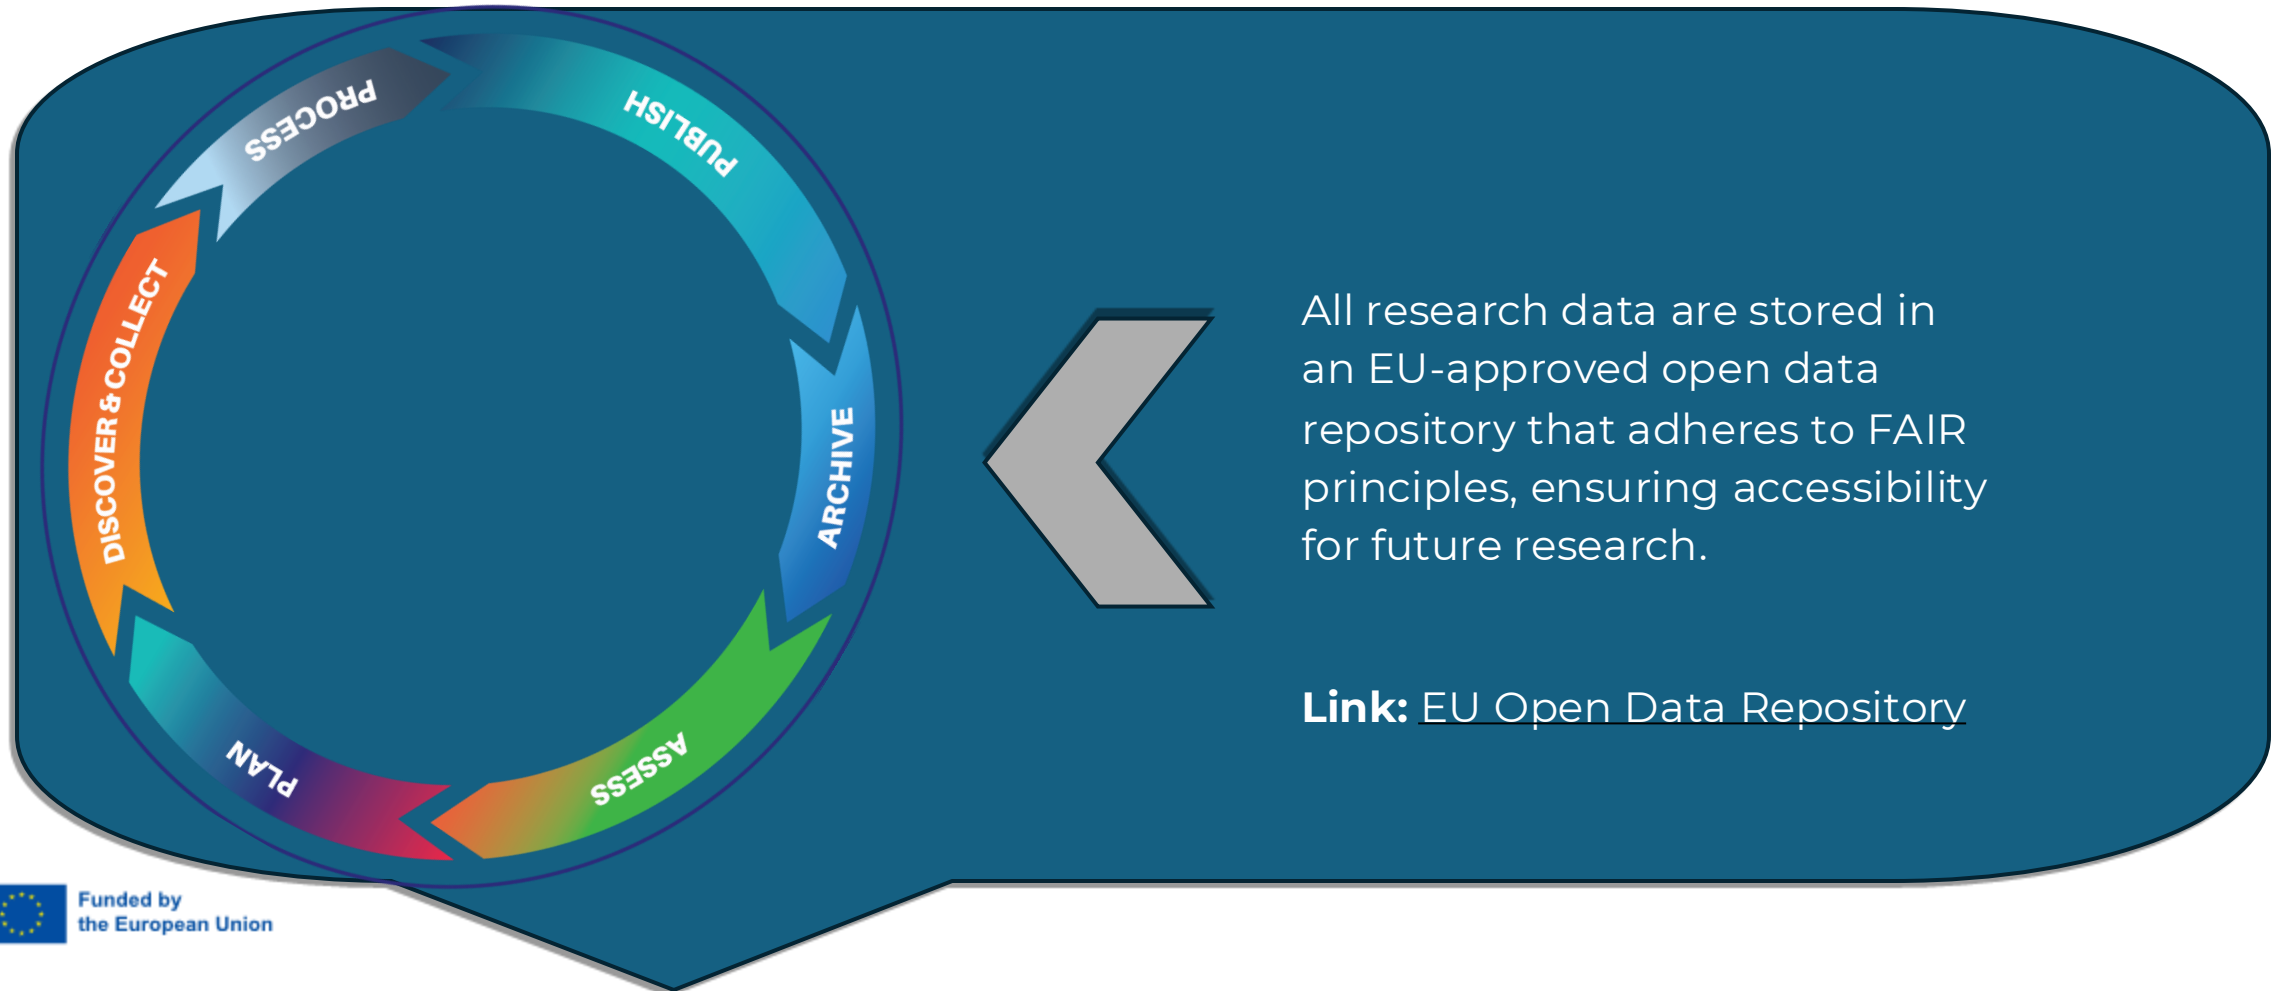 PROCESS
PUBLISH
DISCOVER & COLLECT
ARCHIVE
PLAN
ASSESS
All research data are stored in
an EU-approved open data
repository that adheres to FAIR
principles, ensuring accessibility
for future research.
Link: EU Open Data Repository
Funded by
the European Union